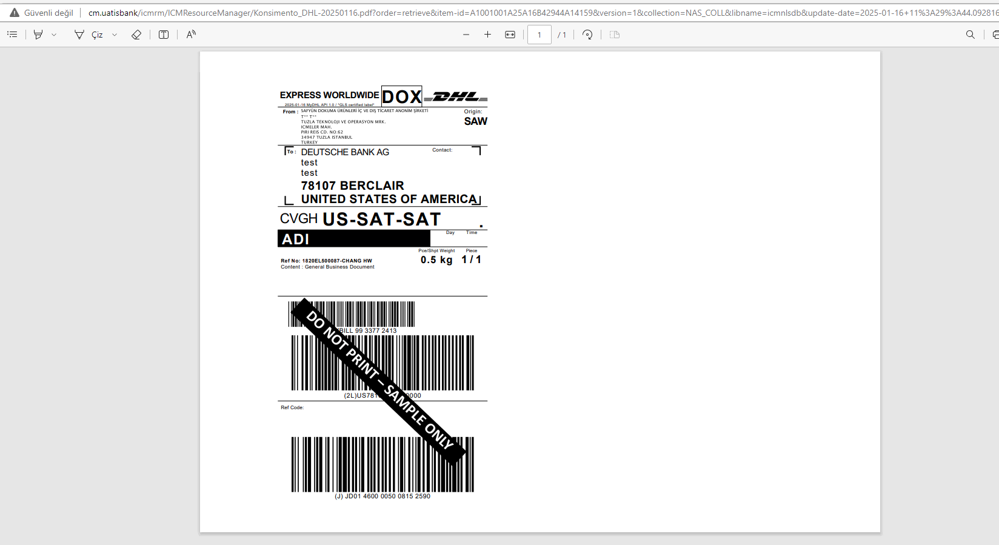 Güvenli değil
cm.uatisbank/icmrm/ICMResourceManager/Konsimento_DHL-20250116.pdf?order=retrieve&item-id=A1001001A25A16B42944A14159&version=1&collection=NAS_COLL&libname=icmnlsdb&update-date=2025-01-16+11%3A29%3A44.092816
Çiz
1 / 1
EXPRESS WORLDWIDE DOX DHL
2025-01-16 MyDHL API 1.0 / "GLS certified label"
From : SAFYÜN DOKUMA ÜRÜNLERİ İÇ VE DIŞ TİCARET ANONİM ŞİRKETİ
Origin:
T** T**
SAW
TUZLA TEKNOLOJI VE OPERASYON MRK.
ICMELER MAH.
PIRI REIS CD. NO.62
34947 TUZLA ISTANBUL
TURKEY
To : DEUTSCHE BANK AG
Contact:
test
test
78107 BERCLAIR
UNITED STATES OF AMERICA
CVGH US-SAT-SAT .
ADI
Day Time
Pce/Shpt Weight Piece
0.5 kg 1 / 1
Ref No: 1820EL500087-CHANG HW
Content : General Business Document
BILL 99 3377 2413
DO NOT PRINT – SAMPLE ONLY
(2L)US781 0000
Ref Code:
(J) JD01 4600 0050 0815 2590